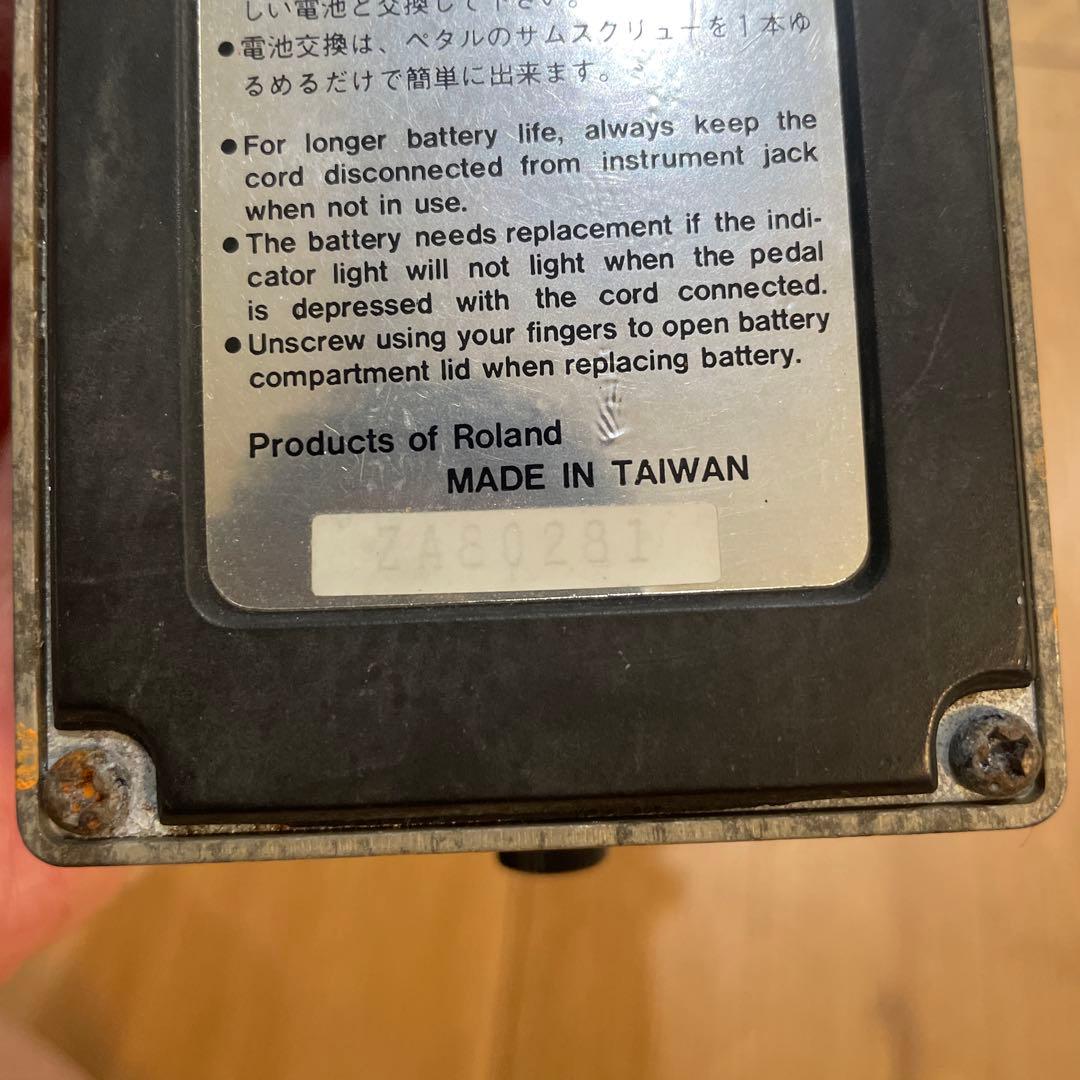 しい電池と交換して下さい。
●電池交換は、ペタルのサムスクリューを1本ゆ
るめるだけで簡単に出来ます。
●For longer battery life, always keep the
cord disconnected from instrument jack
when not in use.
●The battery needs replacement if the indi-
cator light will not light when the pedal
is depressed with the cord connected.
●Unscrew using your fingers to open battery
compartment lid when replacing battery.
Products of Roland
MADE IN TAIWAN
ZA80281